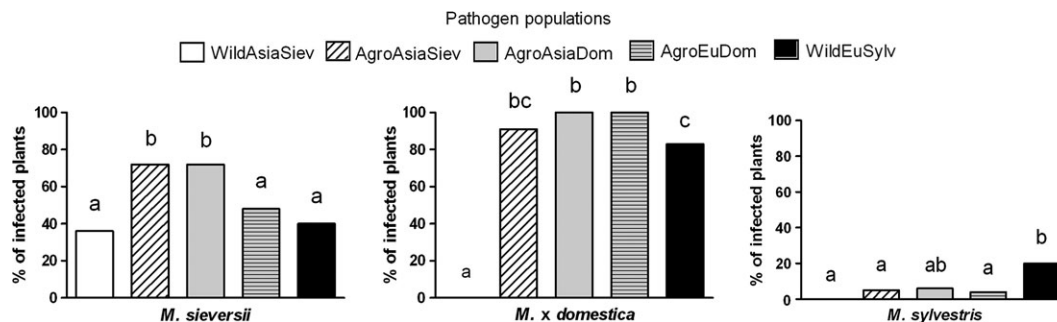 Pathogen populations
WildAsiaSiev AgroAsiaSiev AgroAsiaDom AgroEuDom WildEuSylv
% of infected plants
100
80
60
40
20
0
a b b a a
M. sieversii
% of infected plants
100
80
60
40
20
0
a bc b b c
M. x domestica
% of infected plants
100
80
60
40
20
0
a a ab a b
M. sylvestris